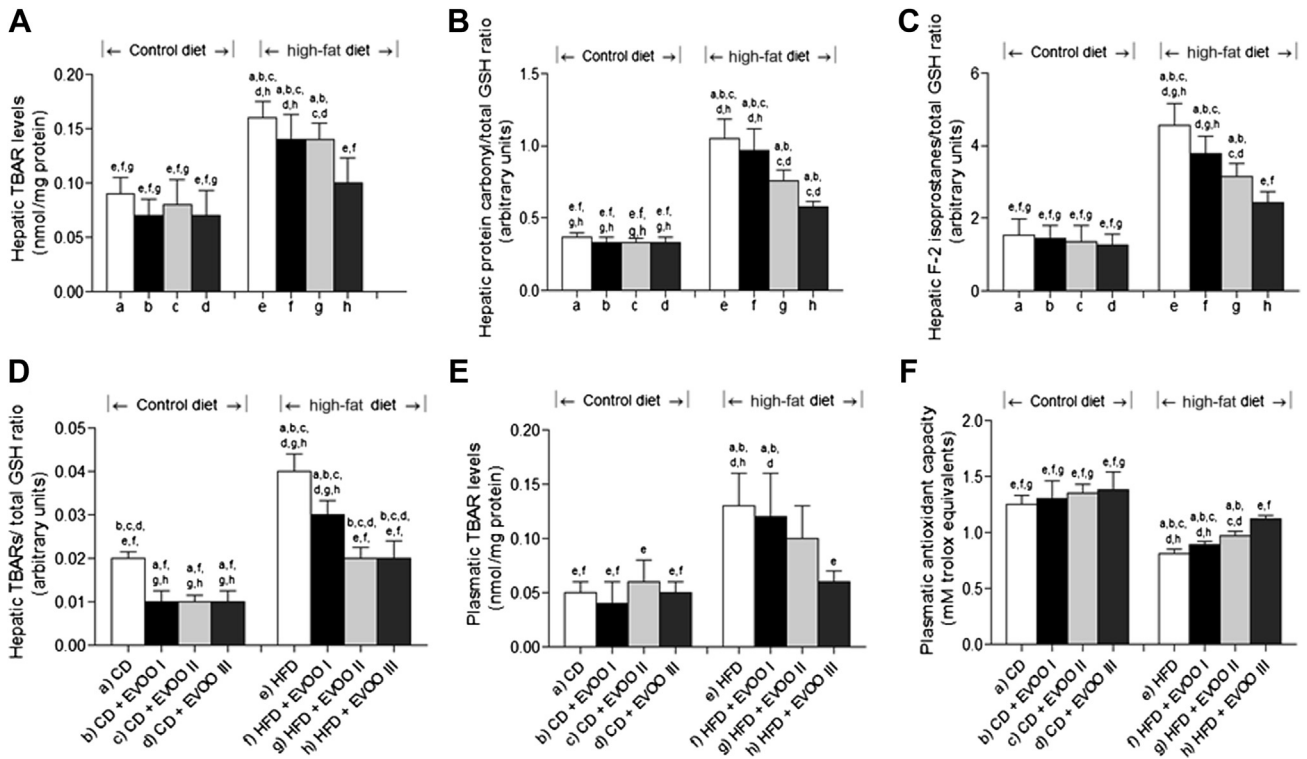 A
|← Control diet →|
|← high-fat diet →|
Hepatic TBAR levels
(nmol/mg protein)
0.20
0.15
0.10
0.05
0.00
e,f,g
e,f,g
e,f,g
e,f,g
a,b,c,
d,h
a,b,c,
d,h
a,b,
c,d
e,f
a b c d e f g h
B
|← Control diet →|
|← high-fat diet →|
Hepatic protein carbonyl/total GSH ratio
(arbitrary units)
1.5
1.0
0.5
0.0
e,f,
g,h
e,f,
g,h
e,f,
g,h
e,f,
g,h
a,b,c,
d,h
a,b,c,
d,h
a,b,
c,d
a,b,
c,d
a b c d e f g h
C
|← Control diet →|
|← high-fat diet →|
Hepatic F-2 isoprostanes/total GSH ratio
(arbitrary units)
6
4
2
0
e,f,g
e,f,g
e,f,g
e,f,g
a,b,c,
d,g,h
a,b,c,
d,g,h
a,b,
c,d
e,f
a b c d e f g h
D
|← Control diet →|
|← high-fat diet →|
Hepatic TBARs/ total GSH ratio
(arbitrary units)
0.05
0.04
0.03
0.02
0.01
0.00
b,c,d,
e,f,
a,f,
g,h
a,f,
g,h
a,f,
g,h
a,b,c,
d,g,h
a,b,c,
d,g,h
b,c,d,
e,f,
b,c,d,
e,f,
a) CD
b) CD + EVOO I
c) CD + EVOO II
d) CD + EVOO III
e) HFD
f) HFD + EVOO I
g) HFD + EVOO II
h) HFD + EVOO III
E
|← Control diet →|
|← high-fat diet →|
Plasmatic TBAR levels
(nmol/mg protein)
0.20
0.15
0.10
0.05
0.00
e,f
e,f
e
e,f
a,b,
d,h
a,b,
d
e
a) CD
b) CD + EVOO I
c) CD + EVOO II
d) CD + EVOO III
e) HFD
f) HFD + EVOO I
g) HFD + EVOO II
h) HFD + EVOO III
F
|← Control diet →|
|← high-fat diet →|
Plasmatic antioxidant capacity
(mM trolox equivalents)
2.0
1.5
1.0
0.5
0.0
e,f,g
e,f,g
e,f,g
e,f,g
a,b,c,
d,h
a,b,c,
d,h
a,b,
c,d
e,f
a) CD
b) CD + EVOO I
c) CD + EVOO II
d) CD + EVOO III
e) HFD
f) HFD + EVOO I
g) HFD + EVOO II
h) HFD + EVOO III